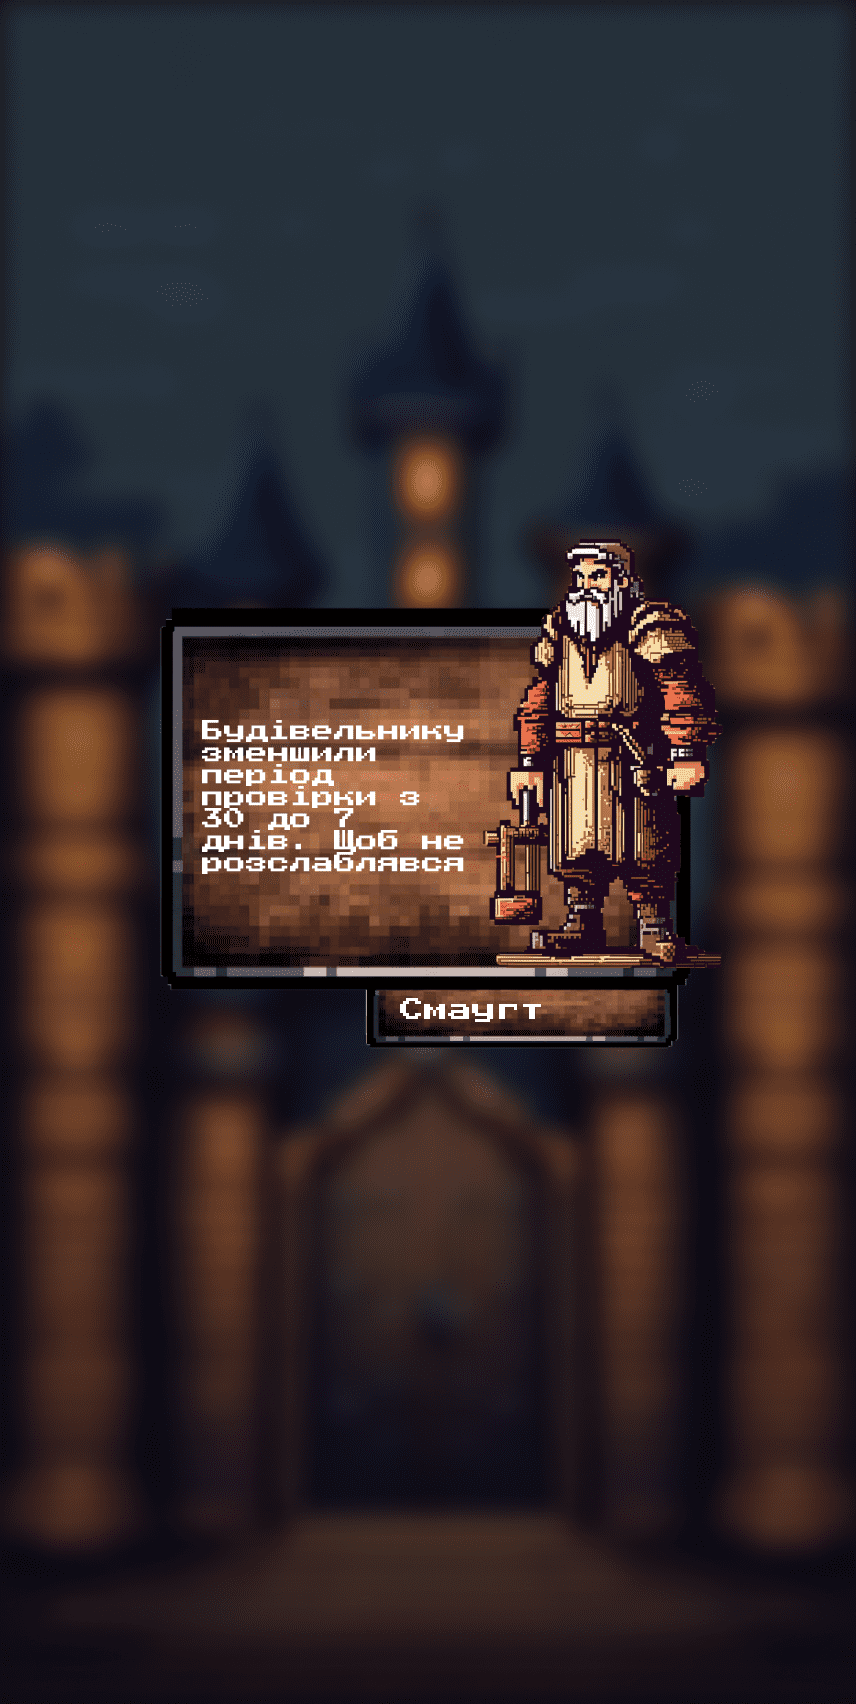 Будівельнику
зменшили
період
провірки з
30 до 7
днів. Щоб не
розслаблявся
Смаугт